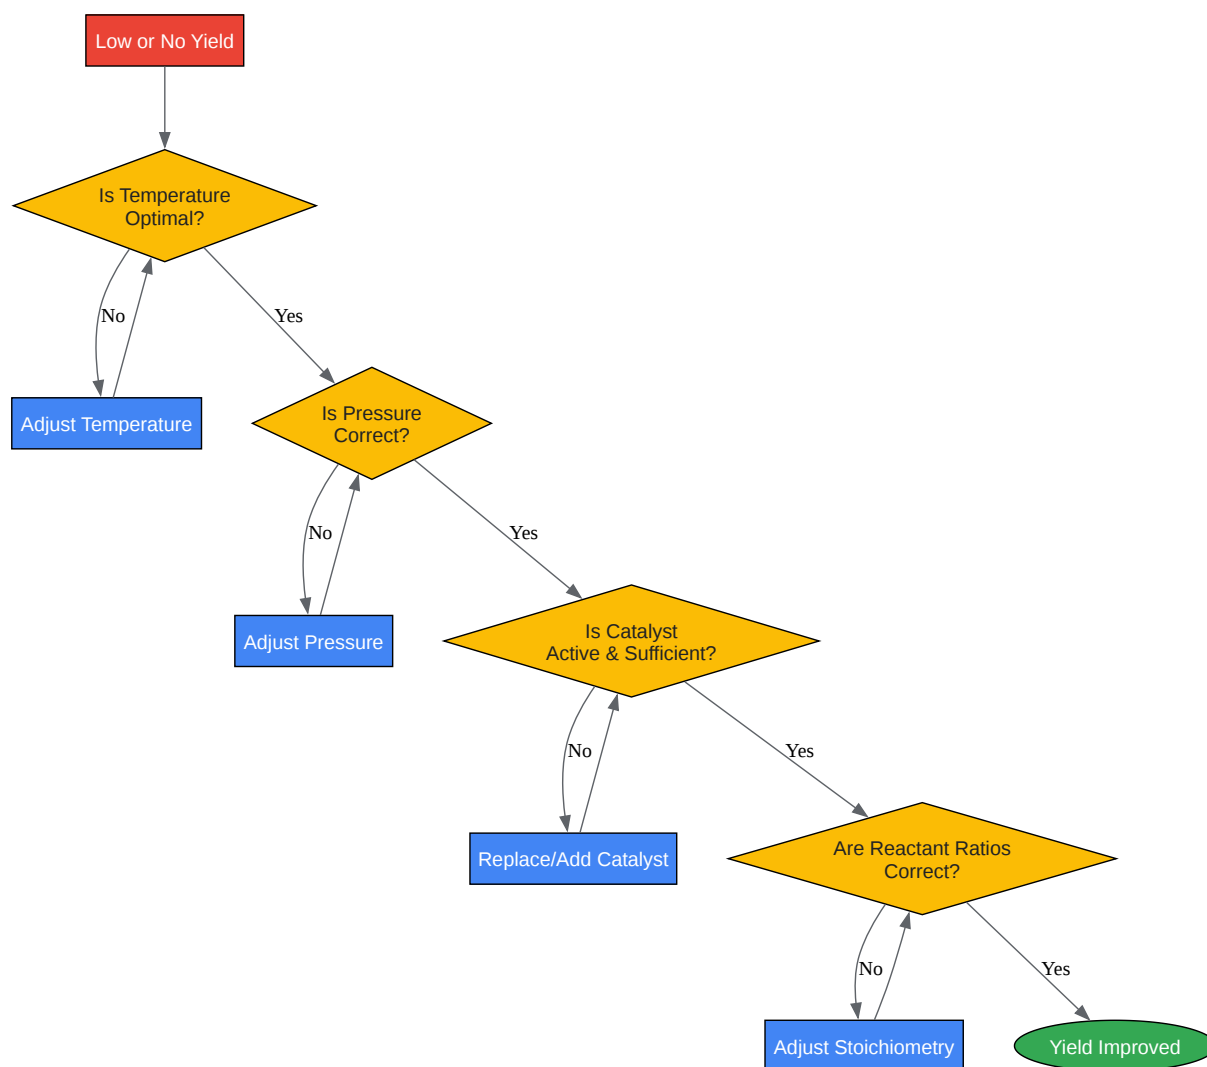 Low or No Yield
Is Temperature
Optimal?
No
Yes
Adjust Temperature
Is Pressure
Correct?
No
Yes
Adjust Pressure
Is Catalyst
Active & Sufficient?
No
Yes
Replace/Add Catalyst
Are Reactant Ratios
Correct?
No
Yes
Adjust Stoichiometry
Yield Improved